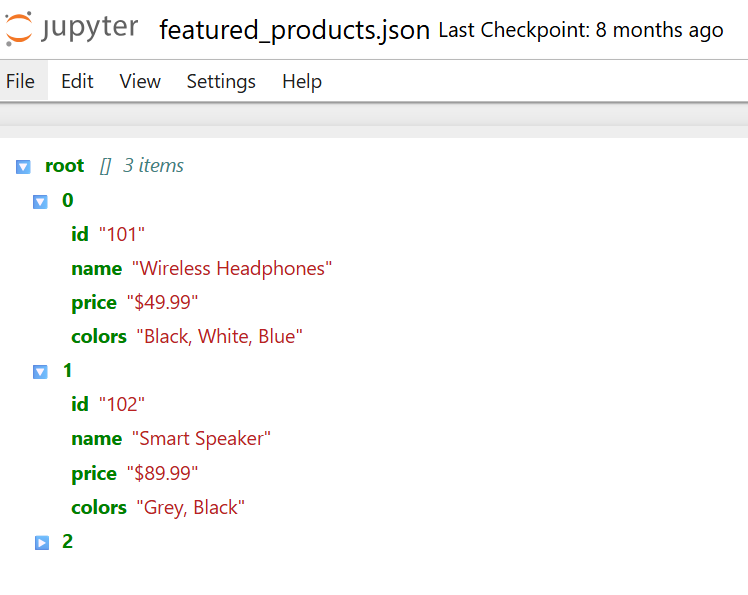 jupyter featured_products.json Last Checkpoint: 8 months ago
File Edit View Settings Help
root [] 3 items
0
id "101"
name "Wireless Headphones"
price "$49.99"
colors "Black, White, Blue"
1
id "102"
name "Smart Speaker"
price "$89.99"
colors "Grey, Black"
2